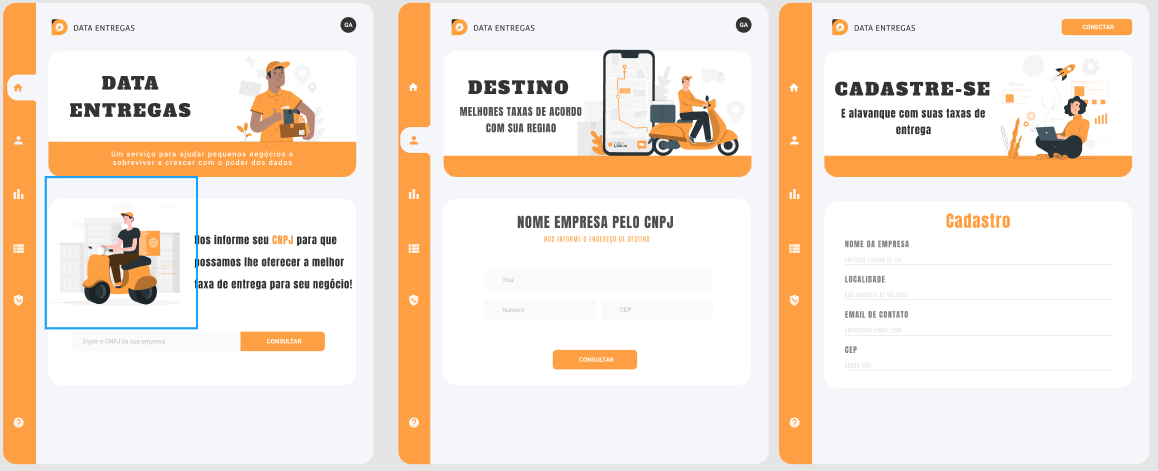 DATA ENTREGAS
GA
DATA
ENTREGAS
Um serviço para ajudar pequenos negócios a
sobreviver e crescer com o poder dos dados
Nos informe seu CNPJ para que
possamos lhe oferecer a melhor
taxa de entrega para seu negócio!
Digite o CNPJ da sua empresa
CONSULTAR
DATA ENTREGAS
GA
DESTINO
MELHORES TAXAS DE ACORDO
COM SUA REGIAO
NOME EMPRESA PELO CNPJ
NOS INFORME O ENDEREÇO DE DESTINO
Rua
Numero
CEP
CONSULTAR
DATA ENTREGAS
CONECTAR
CADASTRE-SE
E alavanque com suas taxas de
entrega
Cadastro
NOME DA EMPRESA
LOCALIDADE
EMAIL DE CONTATO
CEP